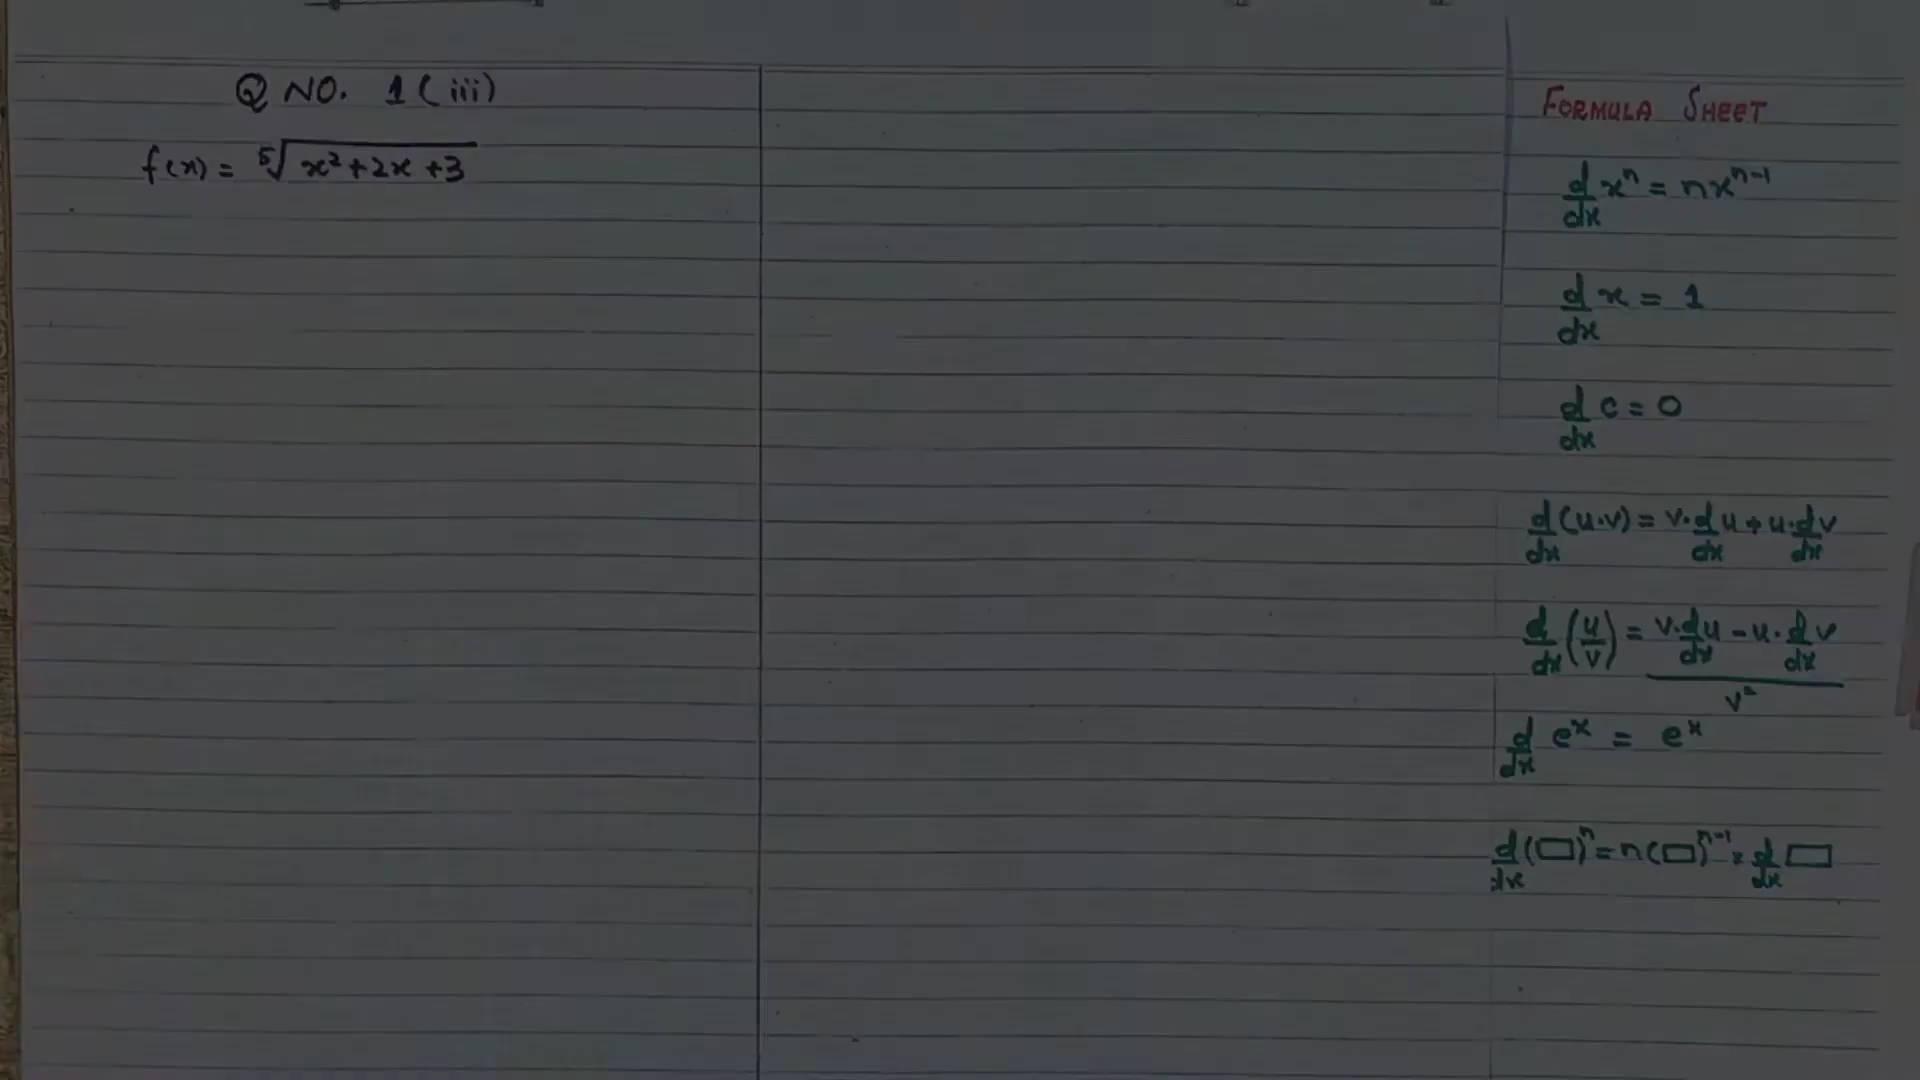 Q NO. 1 (iii)
f(x) = ⁵√(x²+2x+3)
FORMULA SHEET
d/dx xⁿ = nxⁿ⁻¹
d/dx x = 1
d/dx c = 0
d/dx (u·v) = v·d/dx u + u·d/dx v
d/dx (u/v) = (v·d/dx u - u·d/dx v)/v²
d/dx eˣ = eˣ
d/dx (▭)ⁿ = n(▭)ⁿ⁻¹ × d/dx ▭